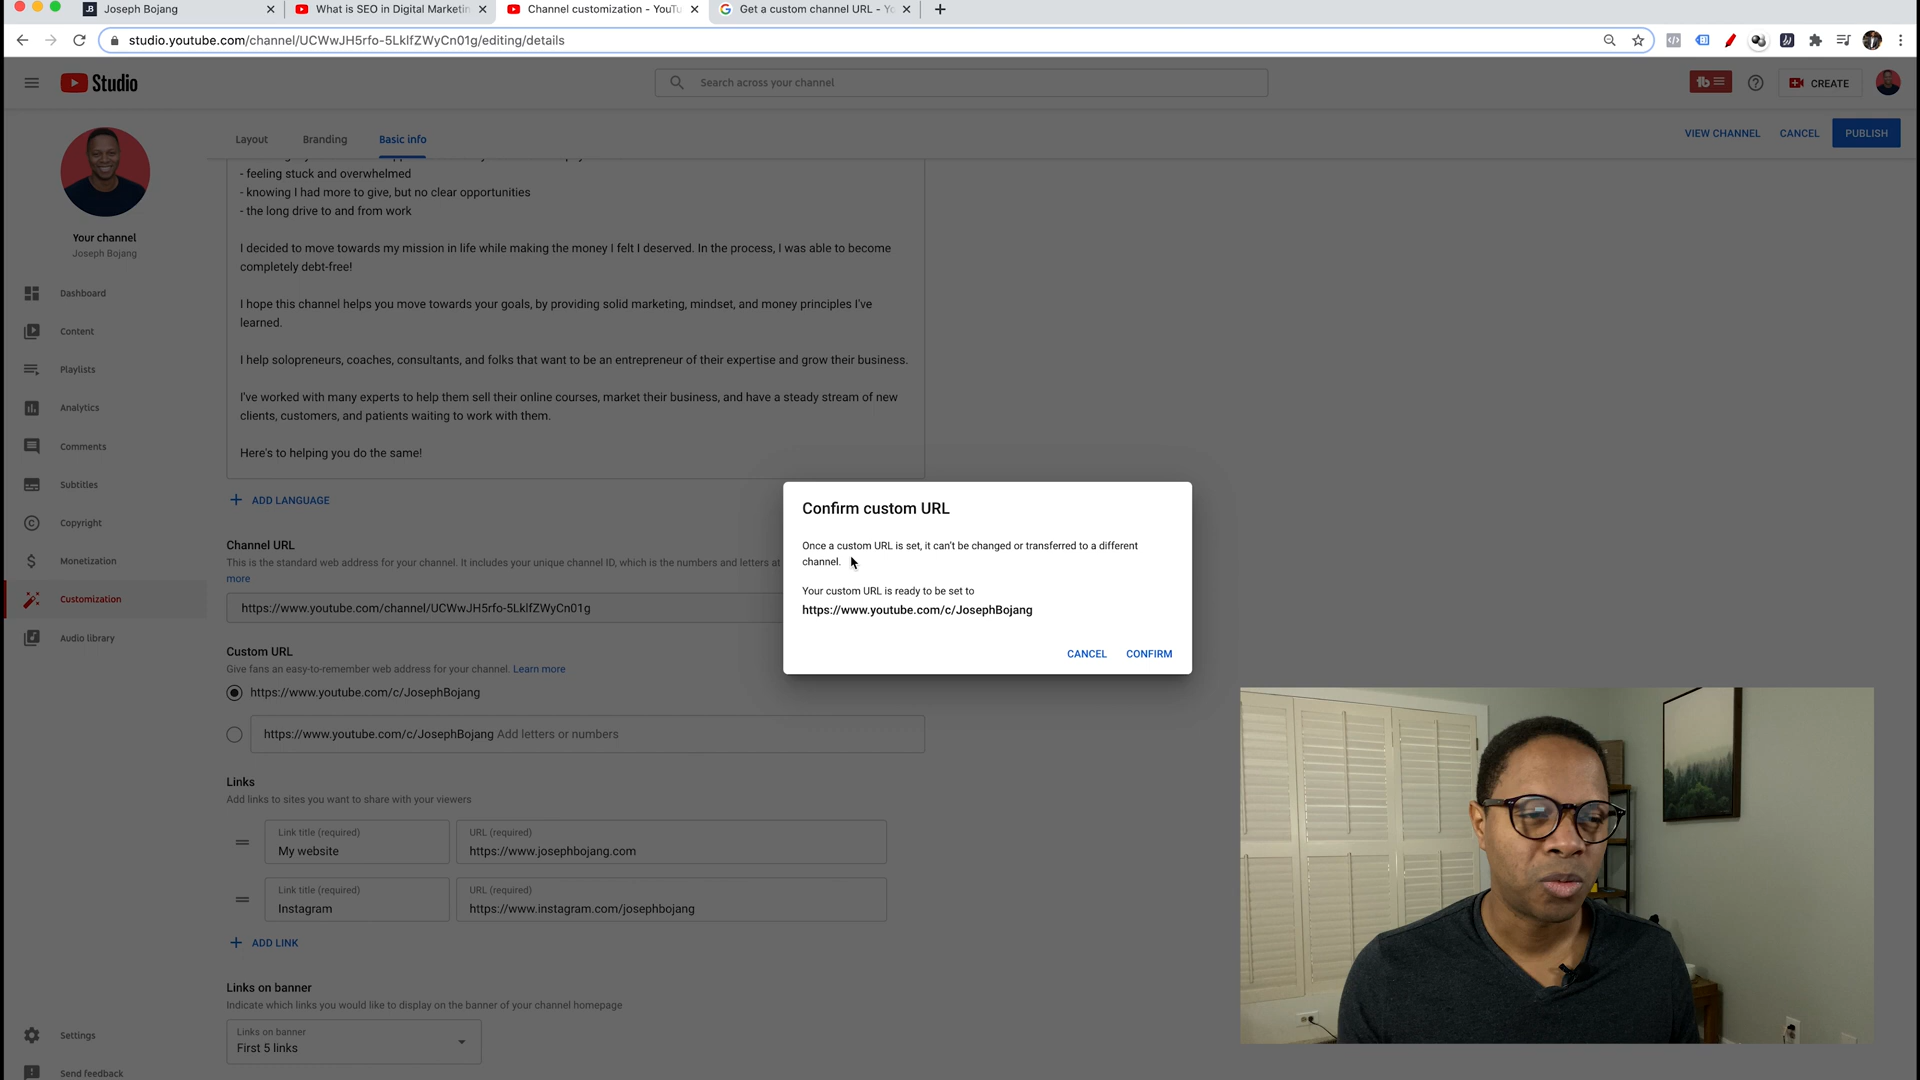 Joseph Bojang
What is SEO in Digital Marketin
Channel customization - YouTu
Get a custom channel URL - Yo
studio.youtube.com/channel/UCWwJH5rfo-5LklfZWyCn01g/editing/details
Studio
Search across your channel
tb
CREATE
Layout
Branding
Basic info
VIEW CHANNEL
CANCEL
PUBLISH
Your channel
Joseph Bojang
Dashboard
Content
Playlists
Analytics
Comments
Subtitles
Copyright
Monetization
Customization
Audio library
Settings
Send feedback
- feeling stuck and overwhelmed
- knowing I had more to give, but no clear opportunities
- the long drive to and from work
I decided to move towards my mission in life while making the money I felt I deserved. In the process, I was able to become
completely debt-free!
I hope this channel helps you move towards your goals, by providing solid marketing, mindset, and money principles I've
learned.
I help solopreneurs, coaches, consultants, and folks that want to be an entrepreneur of their expertise and grow their business.
I've worked with many experts to help them sell their online courses, market their business, and have a steady stream of new
clients, customers, and patients waiting to work with them.
Here's to helping you do the same!
ADD LANGUAGE
Channel URL
This is the standard web address for your channel. It includes your unique channel ID, which is the numbers and letters at
more
https://www.youtube.com/channel/UCWwJH5rfo-5LklfZWyCn01g
Custom URL
Give fans an easy-to-remember web address for your channel. Learn more
https://www.youtube.com/c/JosephBojang
https://www.youtube.com/c/JosephBojang Add letters or numbers
Links
Add links to sites you want to share with your viewers
Link title (required)
My website
URL (required)
https://www.josephbojang.com
Link title (required)
Instagram
URL (required)
https://www.instagram.com/josephbojang
ADD LINK
Links on banner
Indicate which links you would like to display on the banner of your channel homepage
Links on banner
First 5 links
Confirm custom URL
Once a custom URL is set, it can't be changed or transferred to a different
channel.
Your custom URL is ready to be set to
https://www.youtube.com/c/JosephBojang
CANCEL
CONFIRM